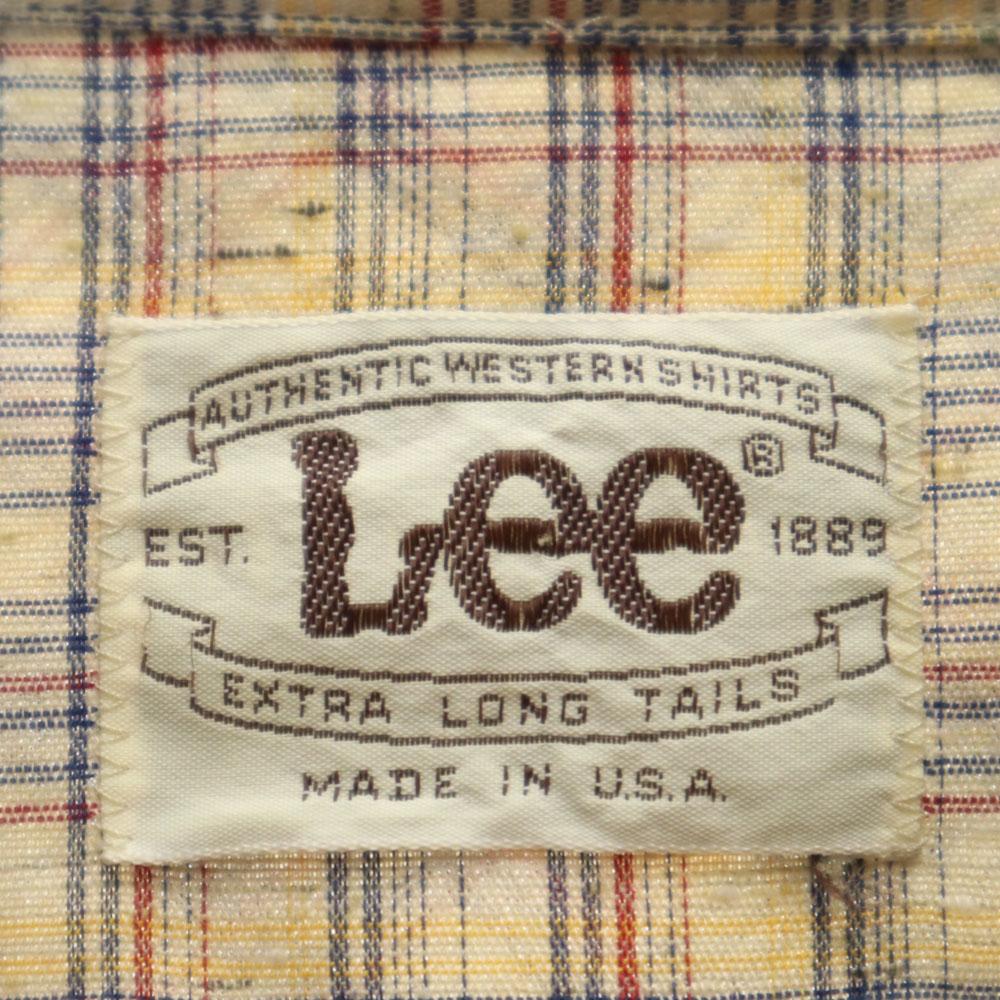 AUTHENTIC WESTERN SHIRTS
Lee®
EST. 1889
EXTRA LONG TAILS
MADE IN U.S.A.